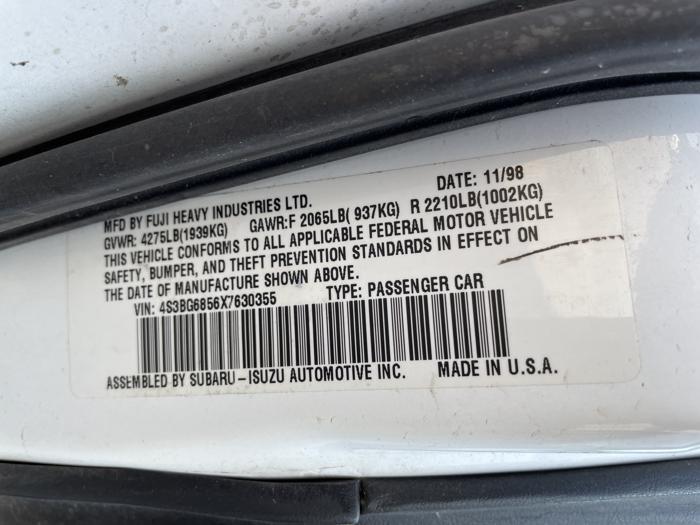 MFD BY FUJI HEAVY INDUSTRIES LTD. DATE: 11/98
GVWR: 4275LB(1939KG) GAWR:F 2065LB( 937KG) R 2210LB(1002KG)
THIS VEHICLE CONFORMS TO ALL APPLICABLE FEDERAL MOTOR VEHICLE
SAFETY, BUMPER, AND THEFT PREVENTION STANDARDS IN EFFECT ON
THE DATE OF MANUFACTURE SHOWN ABOVE.
VIN: 4S3BG6856X7630355 TYPE: PASSENGER CAR
ASSEMBLED BY SUBARU-ISUZU AUTOMOTIVE INC. MADE IN U.S.A.